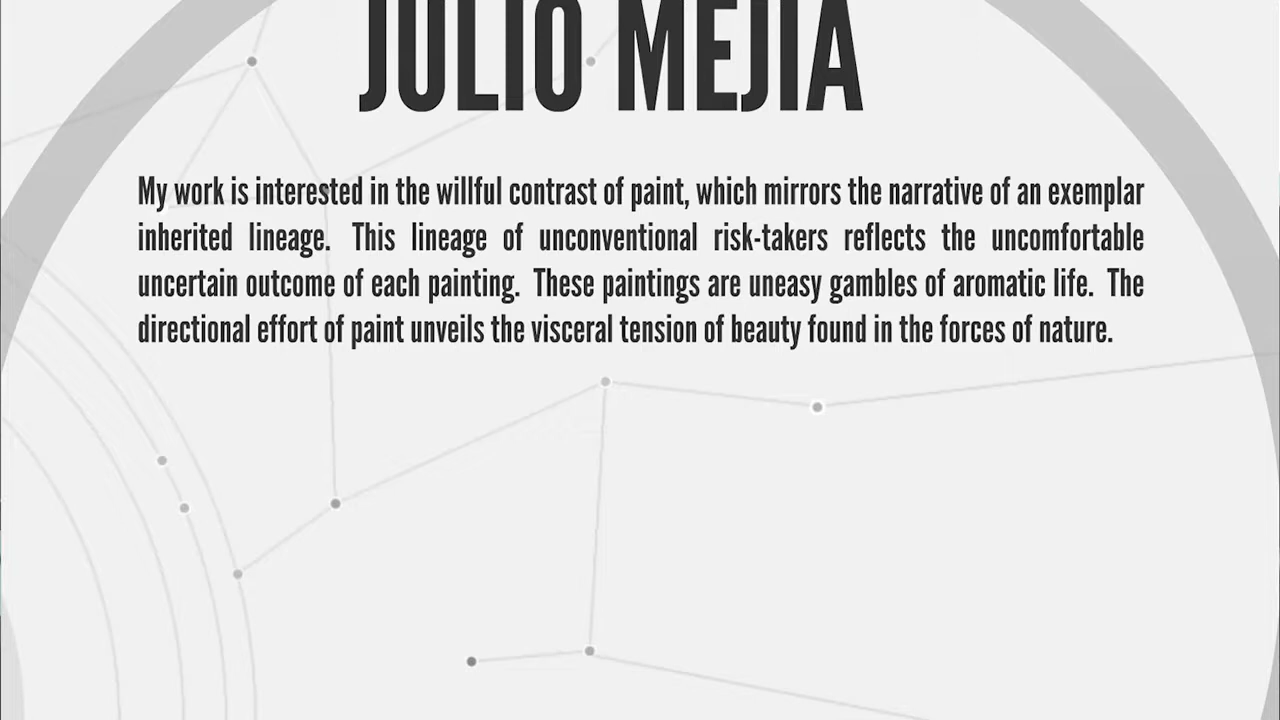 JULIO MEJIA
My work is interested in the willful contrast of paint, which mirrors the narrative of an exemplar
inherited lineage. This lineage of unconventional risk-takers reflects the uncomfortable
uncertain outcome of each painting. These paintings are uneasy gambles of aromatic life. The
directional effort of paint unveils the visceral tension of beauty found in the forces of nature.